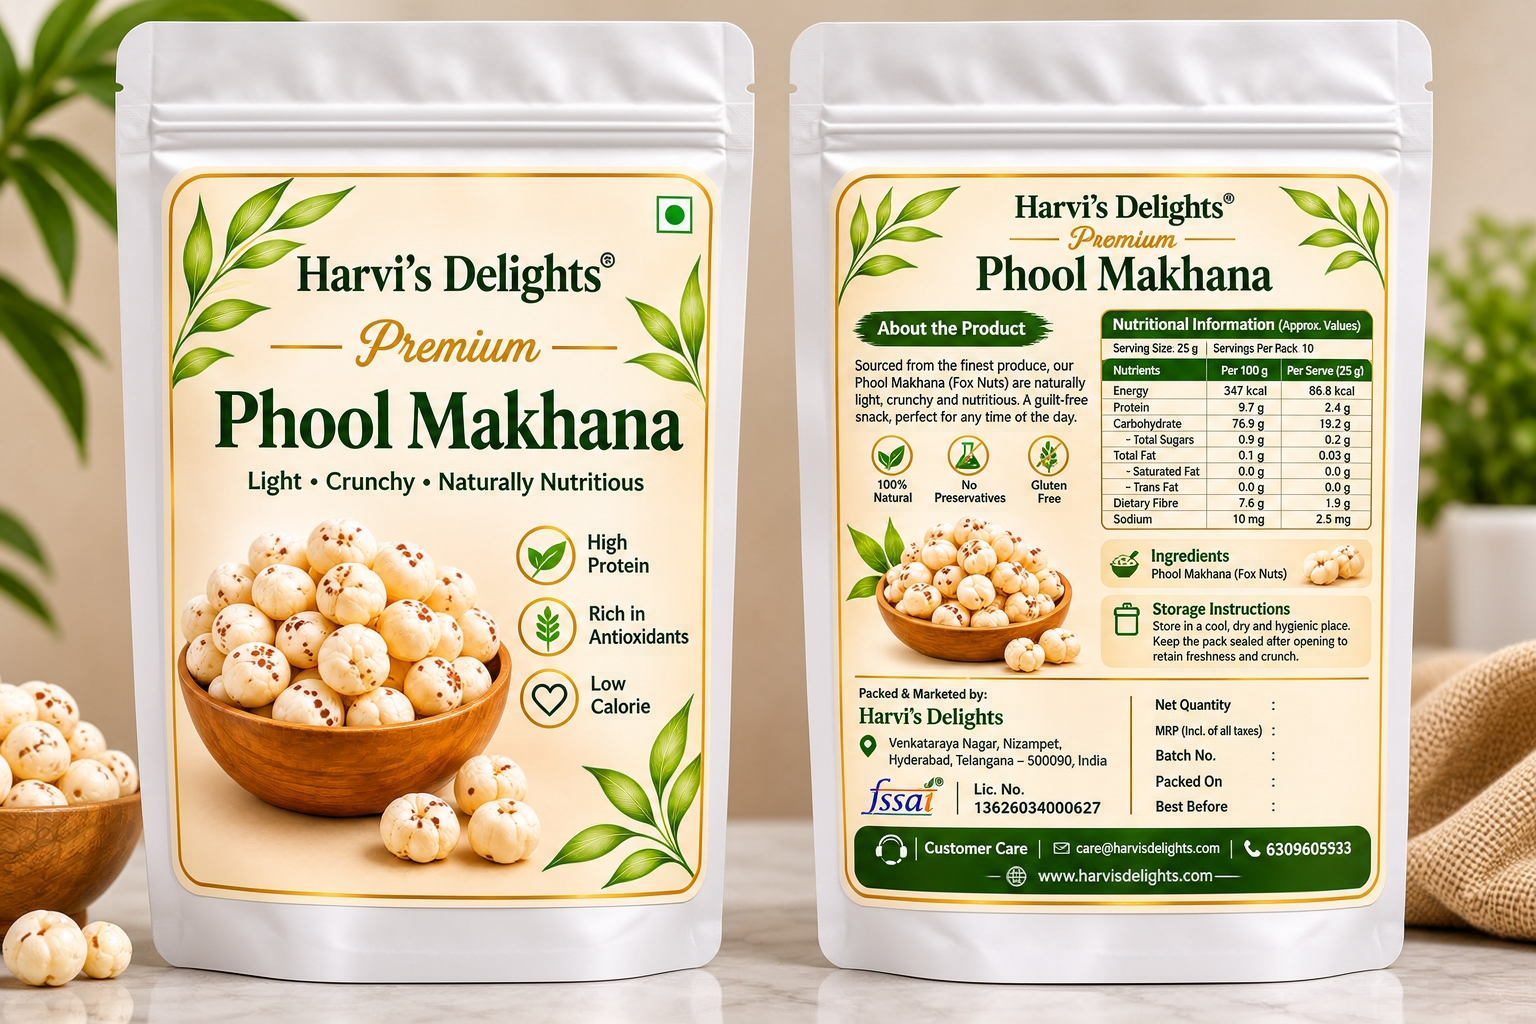 Harvi's Delights®
Premium
Phool Makhana
Light • Crunchy • Naturally Nutritious
High
Protein
Rich in
Antioxidants
Low
Calorie
Harvi's Delights®
Premium
Phool Makhana
About the Product
Sourced from the finest produce, our
Phool Makhana (Fox Nuts) are naturally
light, crunchy and nutritious. A guilt-free
snack, perfect for any time of the day.
100%
Natural
No
Preservatives
Gluten
Free
Nutritional Information (Approx. Values)
Serving Size: 25 g | Servings Per Pack 10
Nutrients Per 100 g Per Serve (25 g)
Energy 347 kcal 86.8 kcal
Protein 9.7 g 2.4 g
Carbohydrate 76.9 g 19.2 g
- Total Sugars 0.9 g 0.2 g
Total Fat 0.1 g 0.03 g
- Saturated Fat 0.0 g 0.0 g
- Trans Fat 0.0 g 0.0 g
Dietary Fibre 7.6 g 1.9 g
Sodium 10 mg 2.5 mg
Ingredients
Phool Makhana (Fox Nuts)
Storage Instructions
Store in a cool, dry and hygienic place.
Keep the pack sealed after opening to
retain freshness and crunch.
Packed & Marketed by:
Harvi's Delights
Venkataraya Nagar, Nizampet,
Hyderabad, Telangana – 500090, India
fssai®
Lic. No.
13626034000627
Net Quantity :
MRP (Incl. of all taxes) :
Batch No. :
Packed On :
Best Before :
Customer Care | care@harvisdelights.com | 6309605933
www.harvisdelights.com